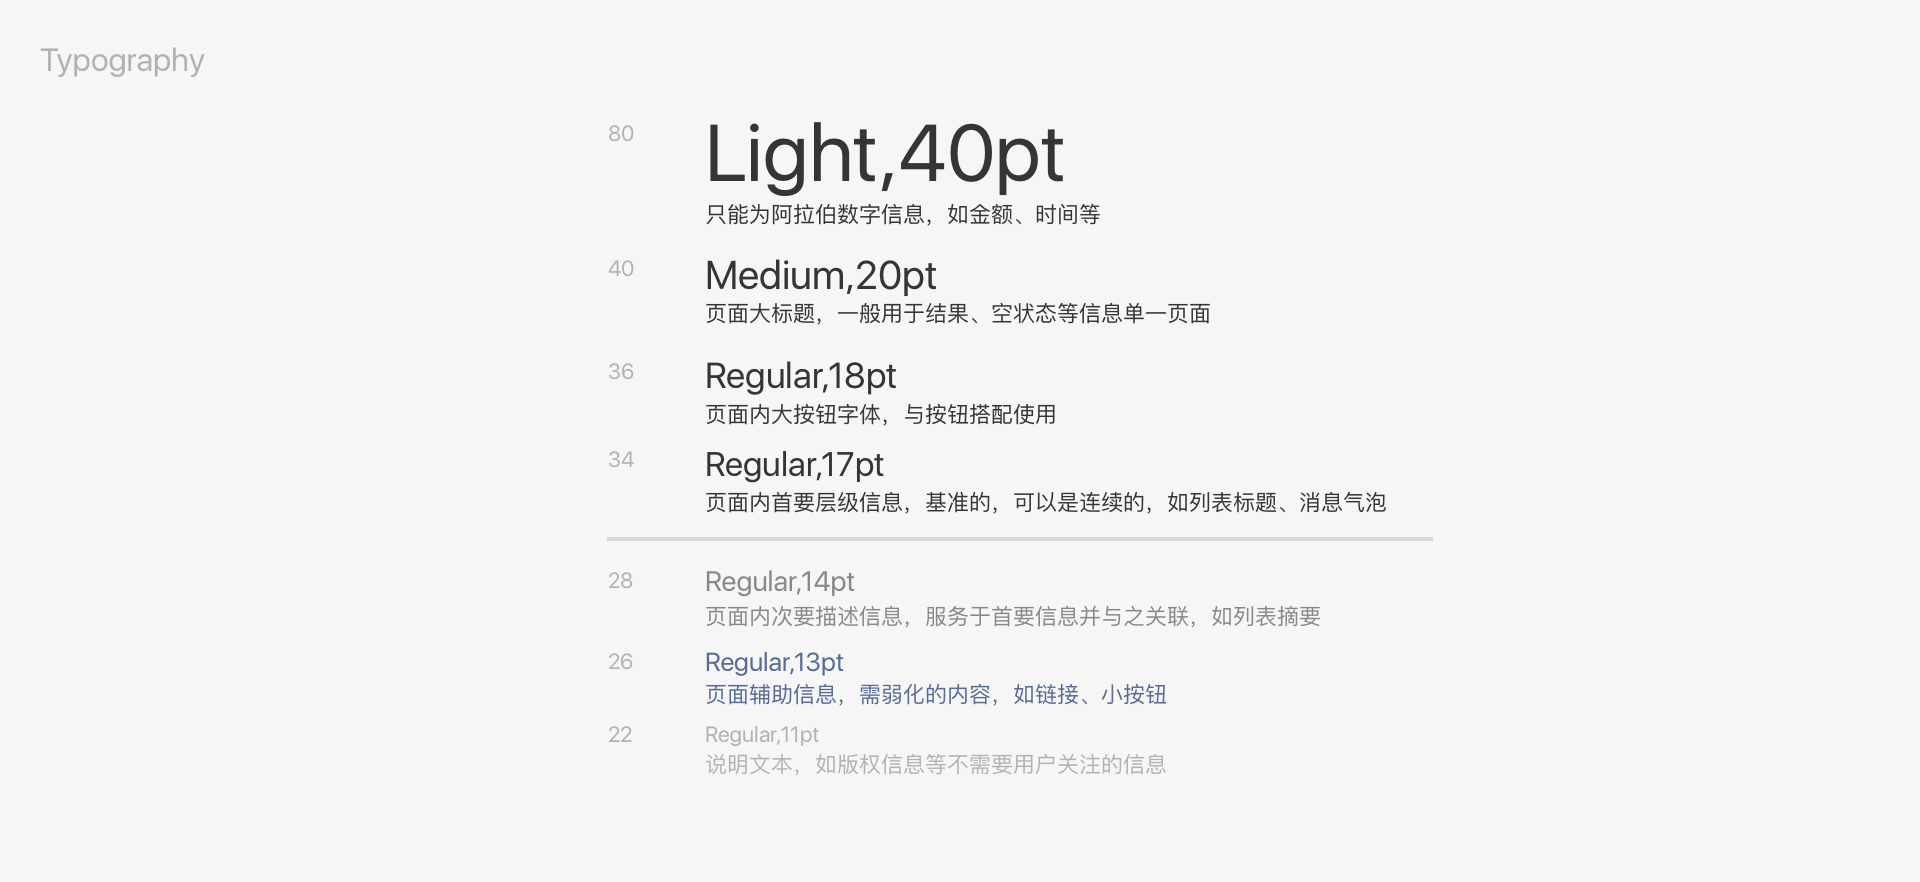 Typography
80
Light,40pt
只能为阿拉伯数字信息，如金额、时间等
40
Medium,20pt
页面大标题，一般用于结果、空状态等信息单一页面
36
Regular,18pt
页面内大按钮字体，与按钮搭配使用
34
Regular,17pt
页面内首要层级信息，基准的，可以是连续的，如列表标题、消息气泡
28
Regular,14pt
页面内次要描述信息，服务于首要信息并与之关联，如列表摘要
26
Regular,13pt
页面辅助信息，需弱化的内容，如链接、小按钮
22
Regular,11pt
说明文本，如版权信息等不需要用户关注的信息